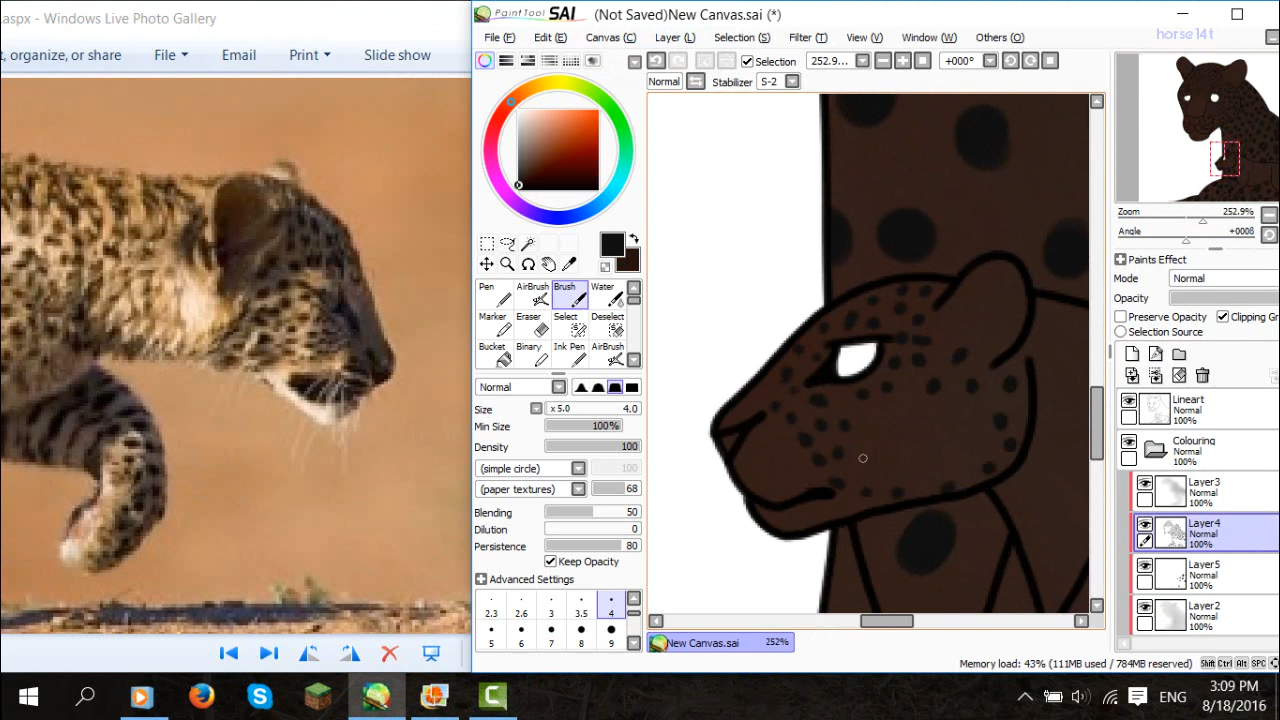 .aspx - Windows Live Photo Gallery
, organize, or share File Email Print Slide show
PaintTool SAI (Not Saved)New Canvas.sai (*)
horse14t
File (F) Edit (E) Canvas (C) Layer (L) Selection (S) Filter (T) View (V) Window (W) Others (O)
Selection 252.9... +000°
Normal Stabilizer S-2
Zoom 252.9%
Angle +000ß
Paints Effect
Mode Normal
Opacity
Preserve Opacity Clipping Gr
Selection Source
Pen AirBrush Brush Water
Marker Eraser Select Deselect
Bucket Binary Ink Pen AirBrush
Normal
Size x 5.0 4.0
Min Size 100%
Density 100
(simple circle) 100
(paper textures) 68
Blending 50
Dilution 0
Persistence 80
Keep Opacity
Advanced Settings
2.3 2.6 3 3.5 4
5 6 7 8 9
Lineart
Normal
100%
Colouring
Normal
100%
Layer3
Normal
100%
Layer4
Normal
100%
Layer5
Normal
100%
Layer2
Normal
100%
New Canvas.sai 252%
Memory load: 43% (111MB used / 784MB reserved) Shift Ctrl Alt SPC
ENG
3:09 PM
8/18/2016